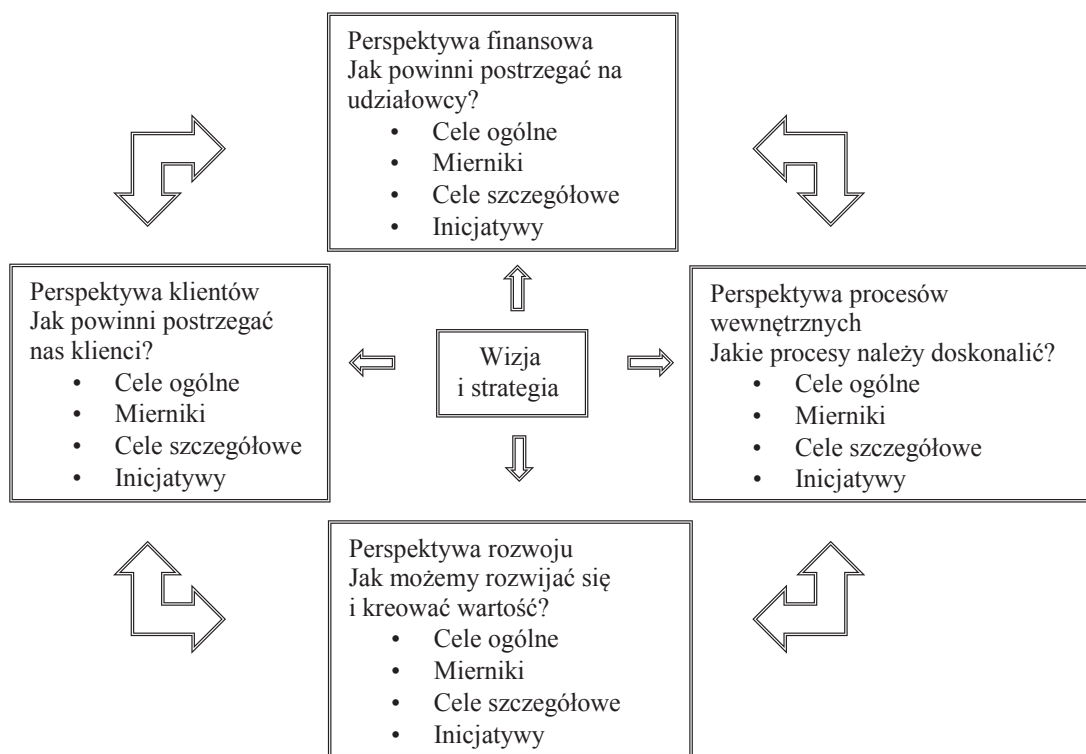 Perspektywa finansowa
Jak powinni postrzegać na
udziałowcy?
• Cele ogólne
• Mierniki
• Cele szczegółowe
• Inicjatywy
Perspektywa klientów
Jak powinni postrzegać
nas klienci?
• Cele ogólne
• Mierniki
• Cele szczegółowe
• Inicjatywy
Wizja
i strategia
Perspektywa procesów
wewnętrznych
Jakie procesy należy doskonalić?
• Cele ogólne
• Mierniki
• Cele szczegółowe
• Inicjatywy
Perspektywa rozwoju
Jak możemy rozwijać się
i kreować wartość?
• Cele ogólne
• Mierniki
• Cele szczegółowe
• Inicjatywy